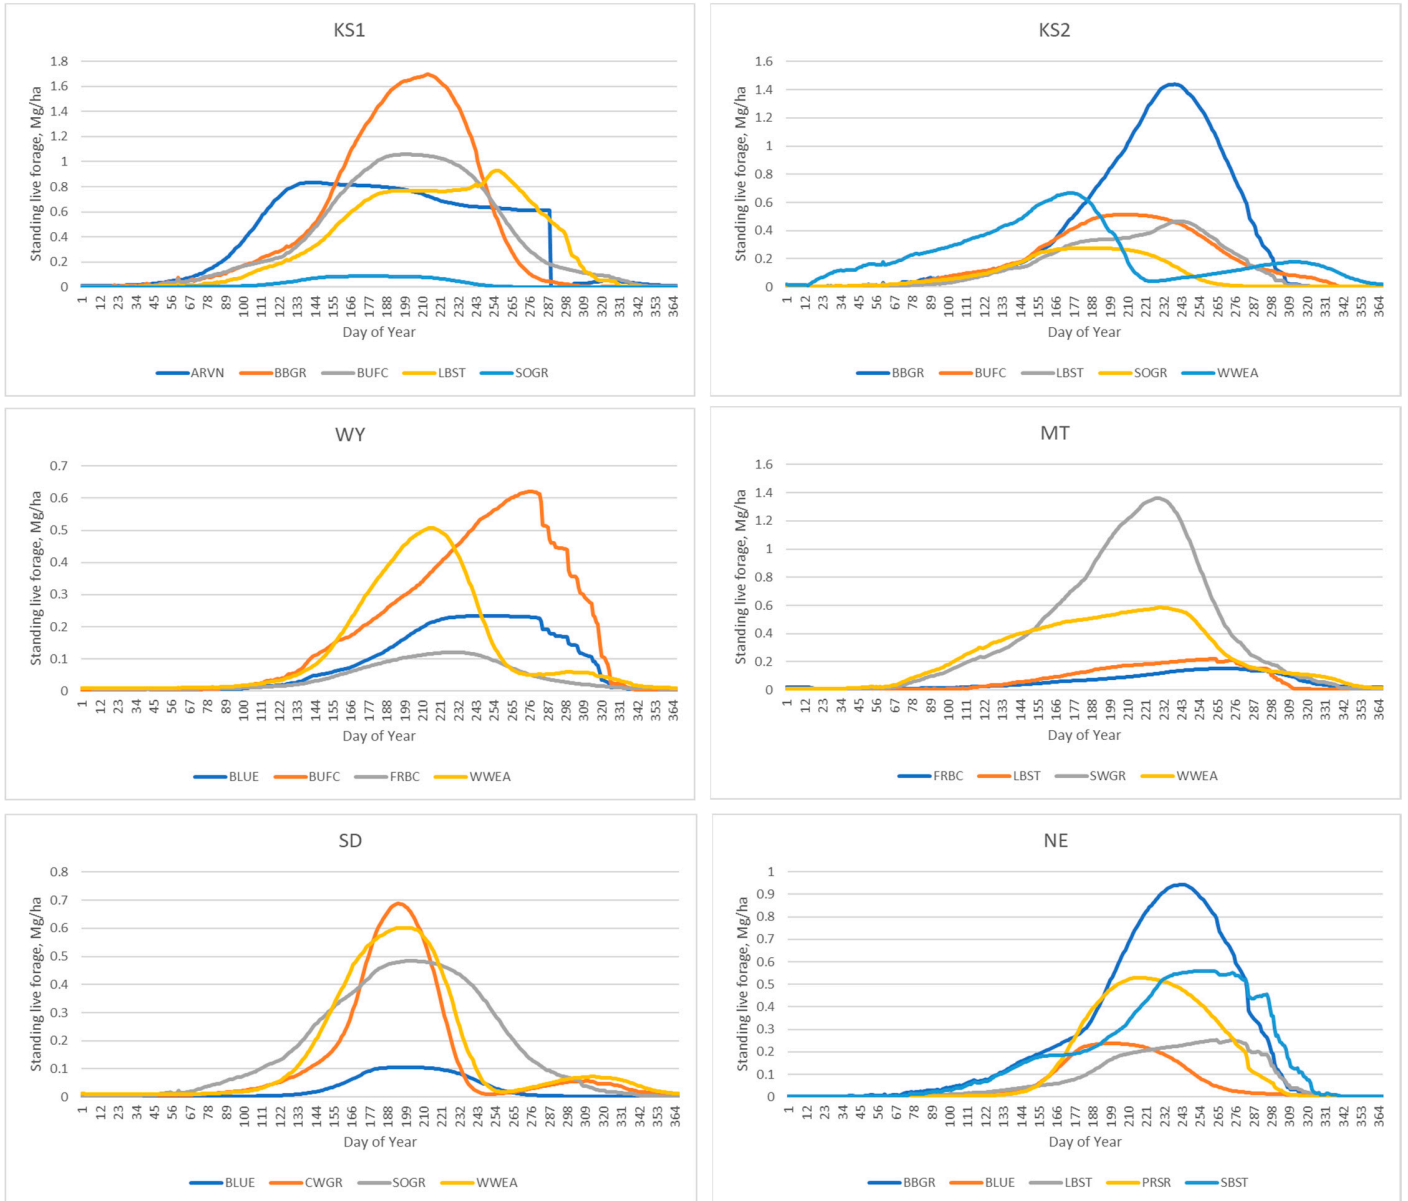 KS1
Standing live forage, Mg/ha
1.8
1.6
1.4
1.2
1
0.8
0.6
0.4
0.2
0
1 12 23 34 45 56 67 78 89 100 111 122 133 144 155 166 177 188 199 210 221 232 243 254 265 276 287 298 309 320 331 342 353 364
Day of Year
ARVN BBGR BUFC LBST SOGR
KS2
Standing live forage, Mg/ha
1.6
1.4
1.2
1
0.8
0.6
0.4
0.2
0
1 12 23 34 45 56 67 78 89 100 111 122 133 144 155 166 177 188 199 210 221 232 243 254 265 276 287 298 309 320 331 342 353 364
Day of Year
BBGR BUFC LBST SOGR WWEA
WY
Standing live forage, Mg/ha
0.7
0.6
0.5
0.4
0.3
0.2
0.1
0
1 12 23 34 45 56 67 78 89 100 111 122 133 144 155 166 177 188 199 210 221 232 243 254 265 276 287 298 309 320 331 342 353 364
Day of Year
BLUE BUFC FRBC WWEA
MT
Standing live forage, Mg/ha
1.6
1.4
1.2
1
0.8
0.6
0.4
0.2
0
1 12 23 34 45 56 67 78 89 100 111 122 133 144 155 166 177 188 199 210 221 232 243 254 265 276 287 298 309 320 331 342 353 364
Day of Year
FRBC LBST SWGR WWEA
SD
Standing live forage, Mg/ha
0.8
0.7
0.6
0.5
0.4
0.3
0.2
0.1
0
1 12 23 34 45 56 67 78 89 100 111 122 133 144 155 166 177 188 199 210 221 232 243 254 265 276 287 298 309 320 331 342 353 364
Day of Year
BLUE CWGR SOGR WWEA
NE
Standing live forage, Mg/ha
1
0.9
0.8
0.7
0.6
0.5
0.4
0.3
0.2
0.1
0
1 12 23 34 45 56 67 78 89 100 111 122 133 144 155 166 177 188 199 210 221 232 243 254 265 276 287 298 309 320 331 342 353 364
Day of Year
BBGR BLUE LBST PRSR SBST